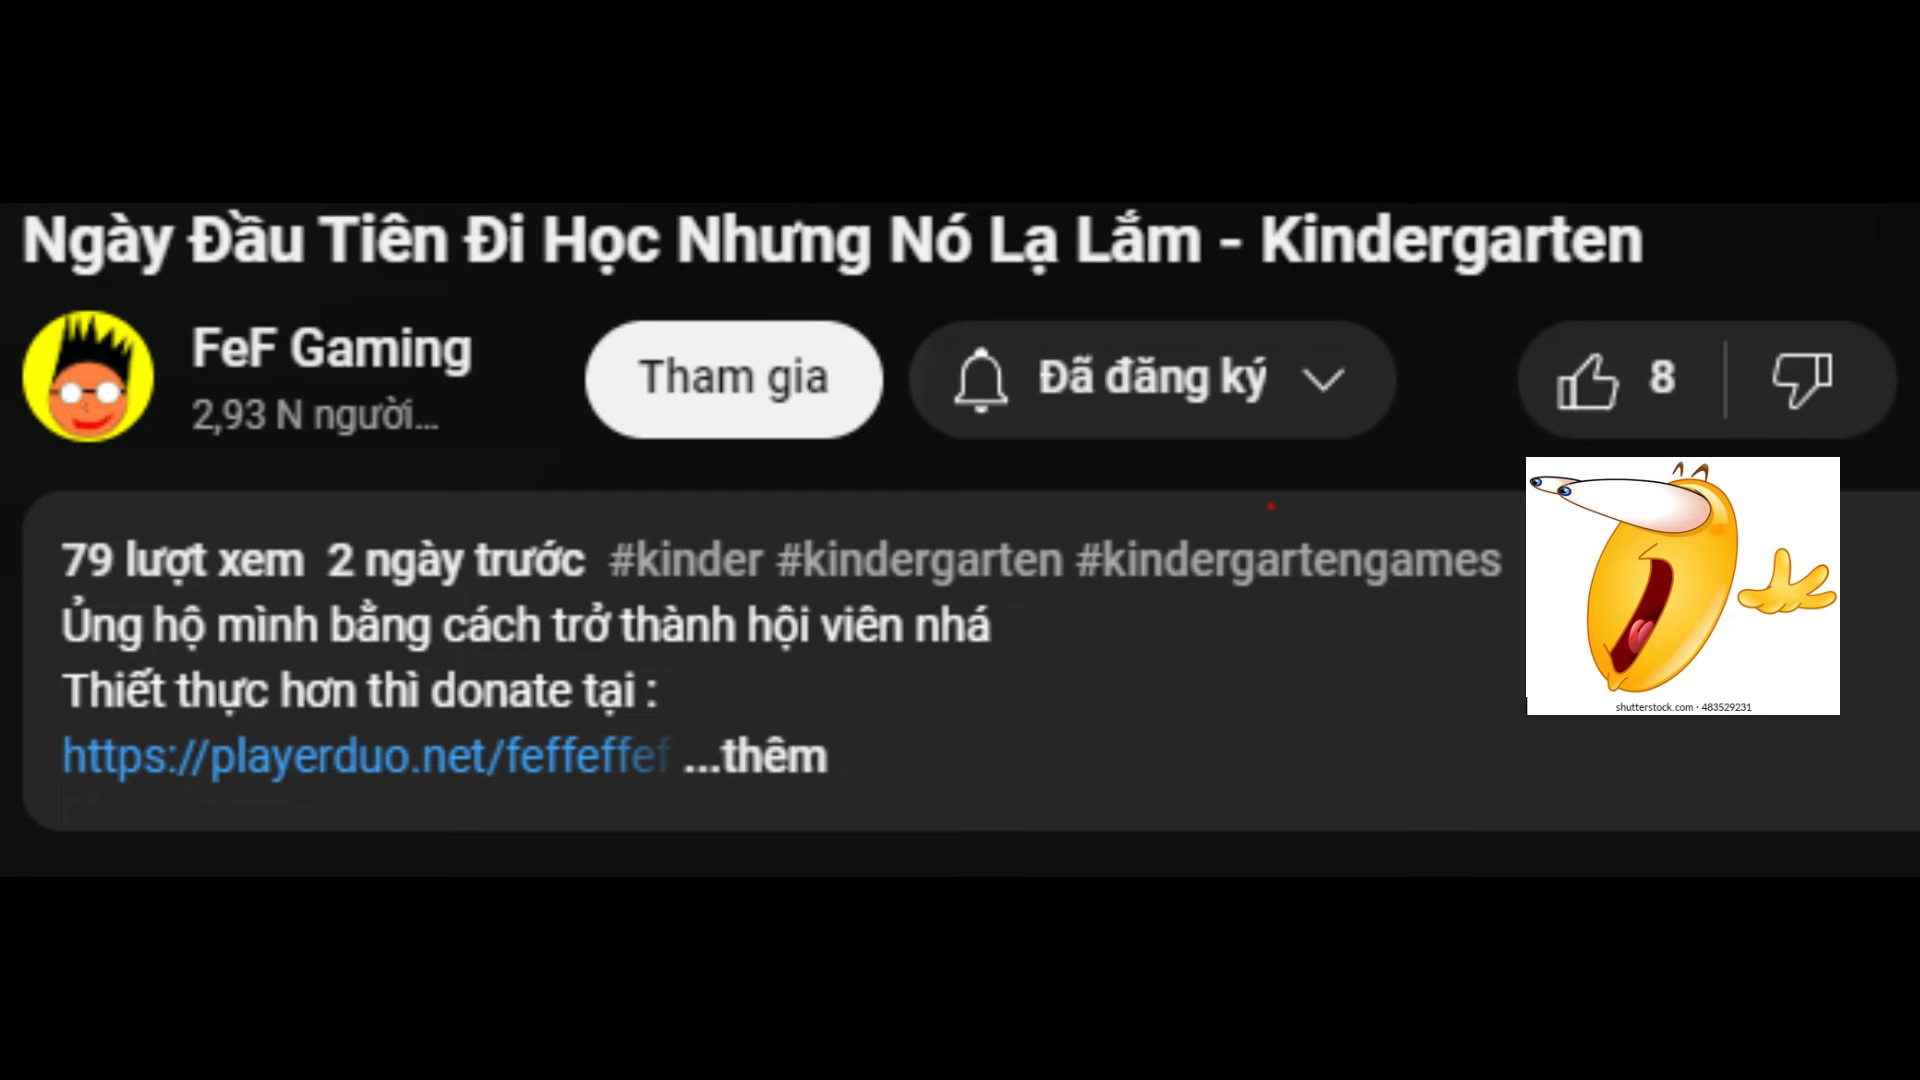 Ngày Đầu Tiên Đi Học Nhưng Nó Lạ Lắm - Kindergarten
FeF Gaming
2,93 N người...
Tham gia
Đã đăng ký
8
79 lượt xem 2 ngày trước #kinder #kindergarten #kindergartengames
Ủng hộ mình bằng cách trở thành hội viên nhá
Thiết thực hơn thì donate tại :
https://playerduo.net/feffeffef ...thêm
shutterstock.com · 483529231